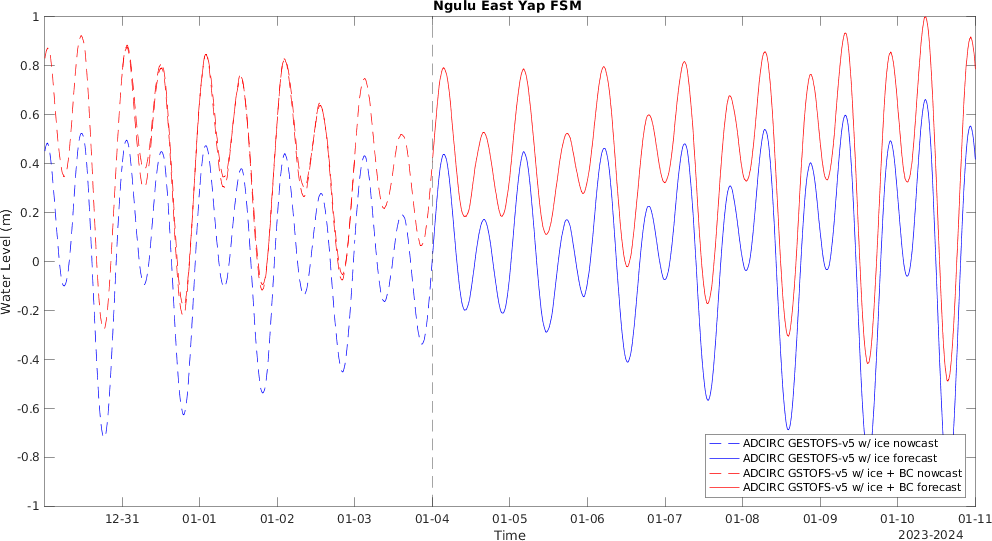 Ngulu East Yap FSM
1
0.8
0.6
0.4
0.2
0
-0.2
-0.4
-0.6
-0.8
-1
Water Level (m)
ADCIRC GESTOFS-v5 w/ ice nowcast
ADCIRC GESTOFS-v5 w/ ice forecast
ADCIRC GSTOFS-v5 w/ ice + BC nowcast
ADCIRC GSTOFS-v5 w/ ice + BC forecast
12-31 01-01 01-02 01-03 01-04 01-05 01-06 01-07 01-08 01-09 01-10 01-11
Time
2023-2024